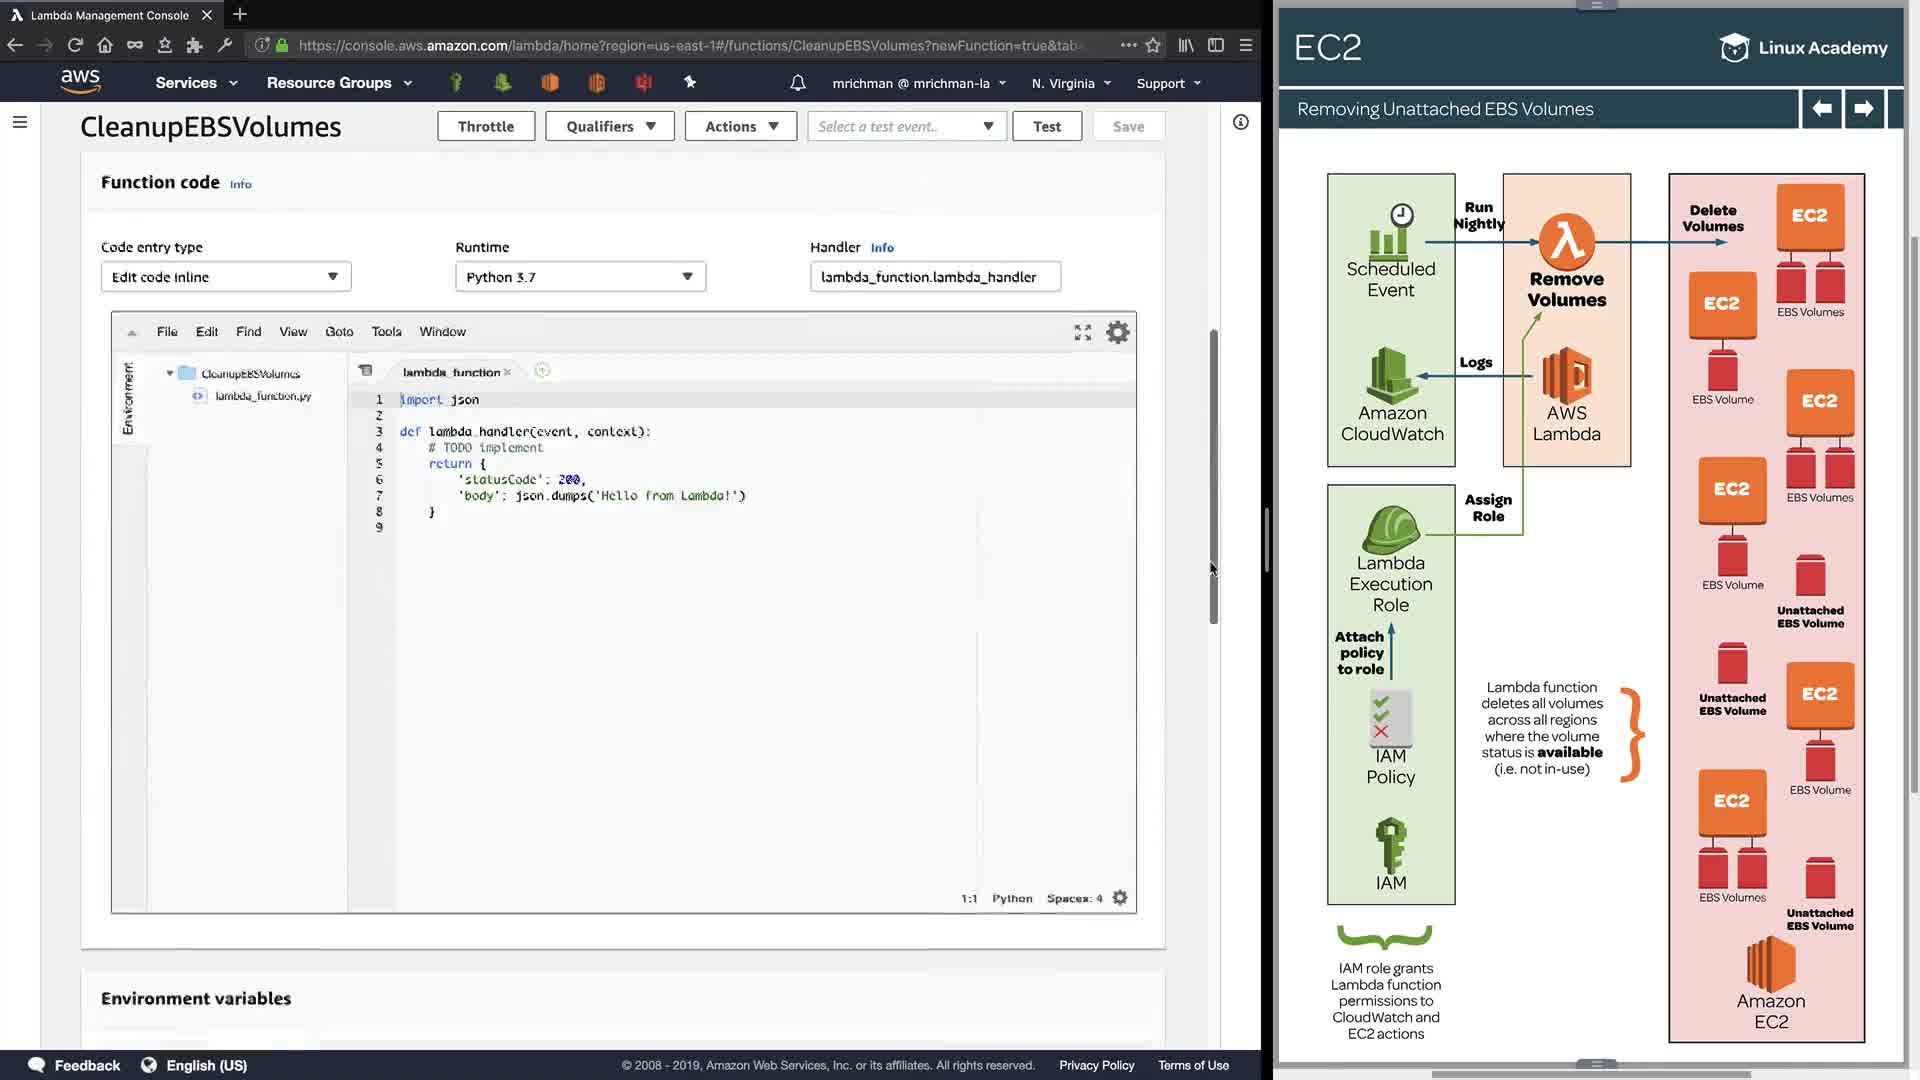 Lambda Management Console
https://console.aws.amazon.com/lambda/home?region=us-east-1#/functions/CleanupEBSVolumes?newFunction=true&tab=
aws
Services
Resource Groups
mrichman @ mrichman-la
N. Virginia
Support
CleanupEBSVolumes
Throttle
Qualifiers
Actions
Select a test event..
Test
Save
Function code Info
Code entry type
Runtime
Handler Info
Edit code inline
Python 3.7
lambda_function.lambda_handler
File Edit Find View Goto Tools Window
Environment
CleanupEBSVolumes
lambda_function.py
lambda_function
1 import json
2
3 def lambda_handler(event, context):
4 # TODO implement
5 return {
6 'statusCode': 200,
7 'body': json.dumps('Hello from Lambda!')
8 }
9
1:1 Python Spaces: 4
Environment variables
Feedback
English (US)
© 2008 - 2019, Amazon Web Services, Inc. or its affiliates. All rights reserved.
Privacy Policy
Terms of Use
EC2
Linux Academy
Removing Unattached EBS Volumes
Scheduled
Event
Run
Nightly
Remove
Volumes
Delete
Volumes
Amazon
CloudWatch
Logs
AWS
Lambda
Assign
Role
Lambda
Execution
Role
Attach
policy
to role
IAM
Policy
IAM
IAM role grants
Lambda function
permissions to
CloudWatch and
EC2 actions
Lambda function
deletes all volumes
across all regions
where the volume
status is available
(i.e. not in-use)
EC2
EBS Volumes
EC2
EBS Volume
EC2
EBS Volumes
EC2
EBS Volume
Unattached
EBS Volume
Unattached
EBS Volume
EC2
EBS Volume
EC2
EBS Volumes
Unattached
EBS Volume
Amazon
EC2